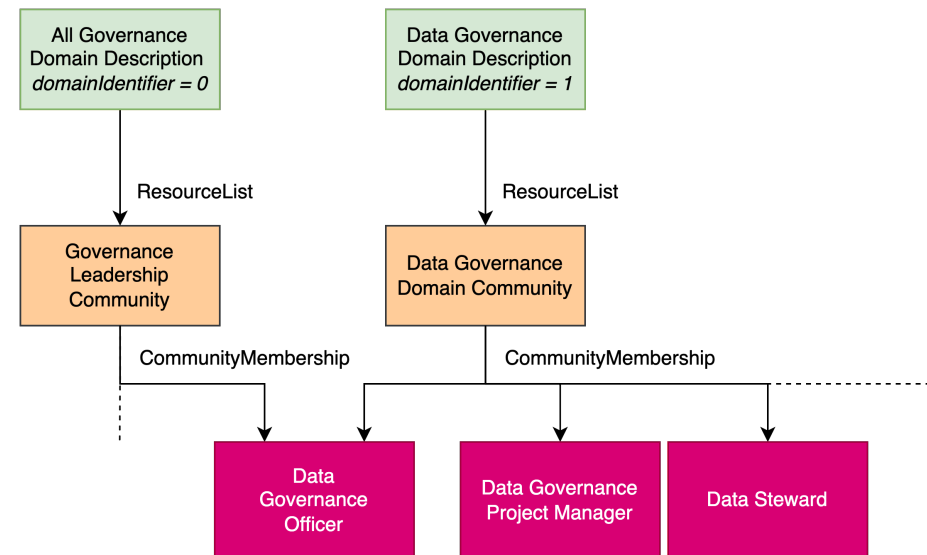 All Governance
Domain Description
domainIdentifier = 0
Data Governance
Domain Description
domainIdentifier = 1
ResourceList
ResourceList
Governance
Leadership
Community
Data Governance
Domain Community
CommunityMembership
CommunityMembership
Data
Governance
Officer
Data Governance
Project Manager
Data Steward